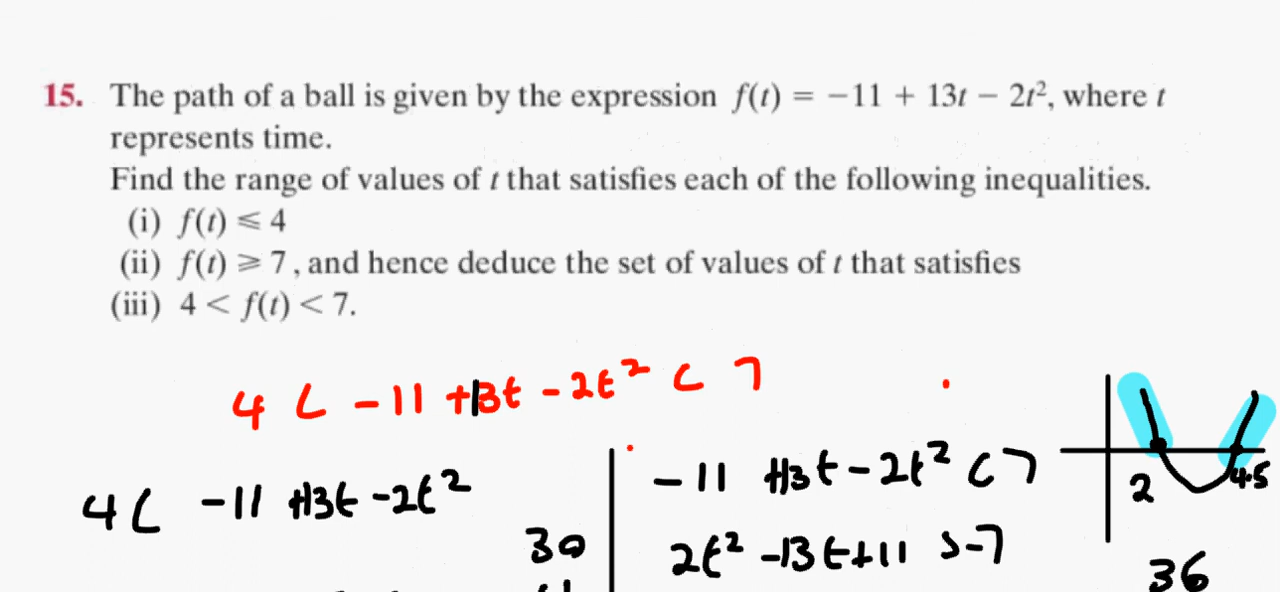 15. The path of a ball is given by the expression f(t) = −11 + 13t − 2t², where t
represents time.
Find the range of values of t that satisfies each of the following inequalities.
(i) f(t) ⩽ 4
(ii) f(t) ⩾ 7, and hence deduce the set of values of t that satisfies
(iii) 4 < f(t) < 7.
4 < -11 +13t - 2t² < 7
4 < -11 +13t -2t²
30
-11 +13t - 2t² < 7
2t² -13t+11 > -7
2 4.5
36